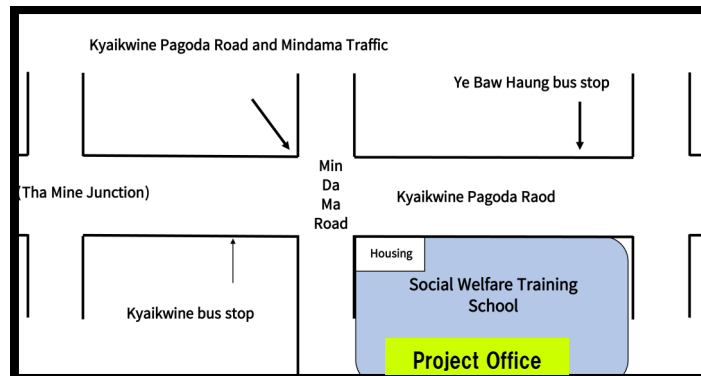 Kyaikwine Pagoda Road and Mindama Traffic
Ye Baw Haung bus stop
Min
Da
Ma
Road
(Tha Mine Junction)
Kyaikwine Pagoda Raod
Housing
Social Welfare Training
School
Kyaikwine bus stop
Project Office